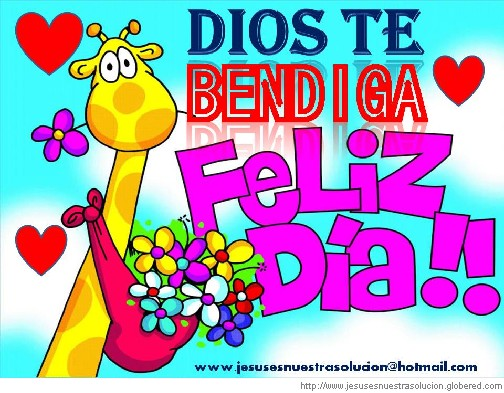 DIOS TE
BENDIGA
FeLiz
Día!!
www.jesusesnuestrasolucion@hotmail.com
http://www.jesusesnuestrasolucion.globered.com